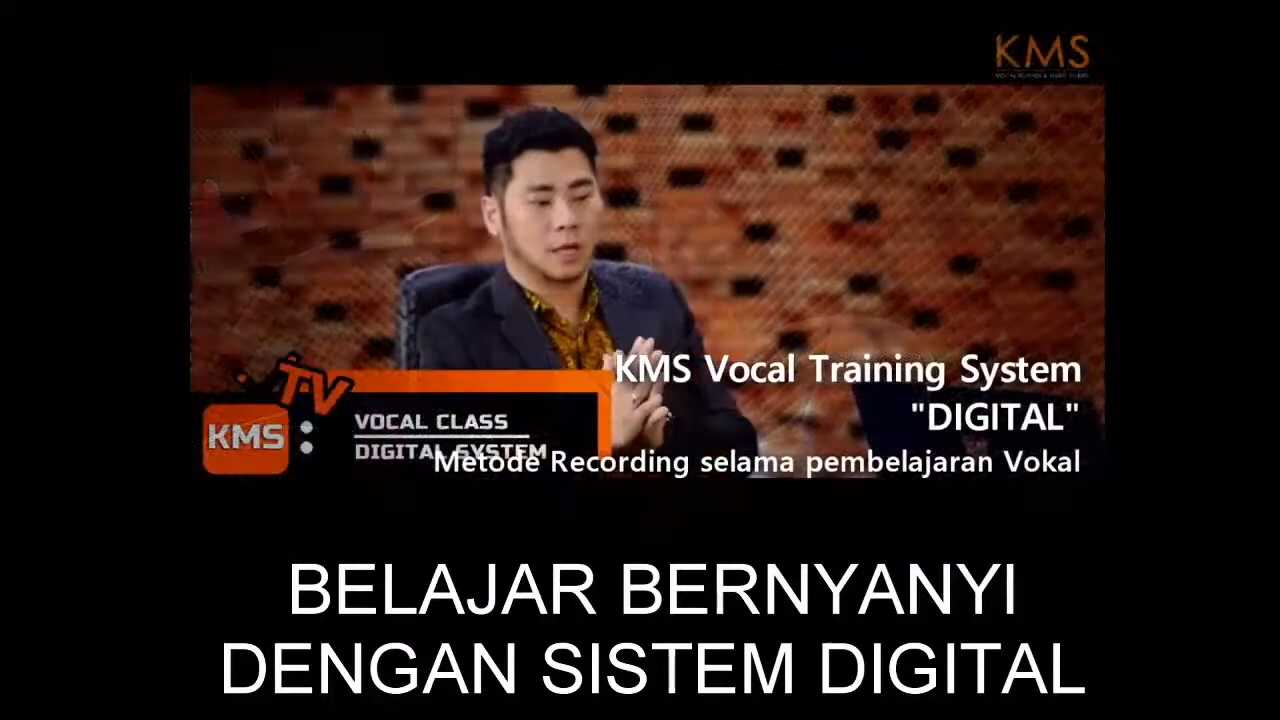 KMS
KMS Vocal Training System
"DIGITAL"
TV
KMS
VOCAL CLASS
DIGITAL SYSTEM
Metode Recording selama pembelajaran Vokal
BELAJAR BERNYANYI
DENGAN SISTEM DIGITAL